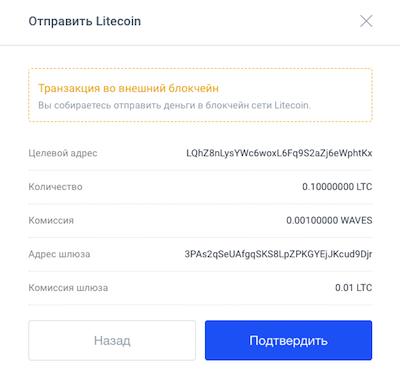 Отправить Litecoin
Транзакция во внешний блокчейн
Вы собираетесь отправить деньги в блокчейн сети Litecoin.
Целевой адрес LQhZ8nLysYWc6woxL6Fq9S2aZj6eWphtKx
Количество 0.10000000 LTC
Комиссия 0.00100000 WAVES
Адрес шлюза 3PAs2qSeUAfgqSKS8LpZPKGYEjJKcud9Djr
Комиссия шлюза 0.01 LTC
Назад Подтвердить